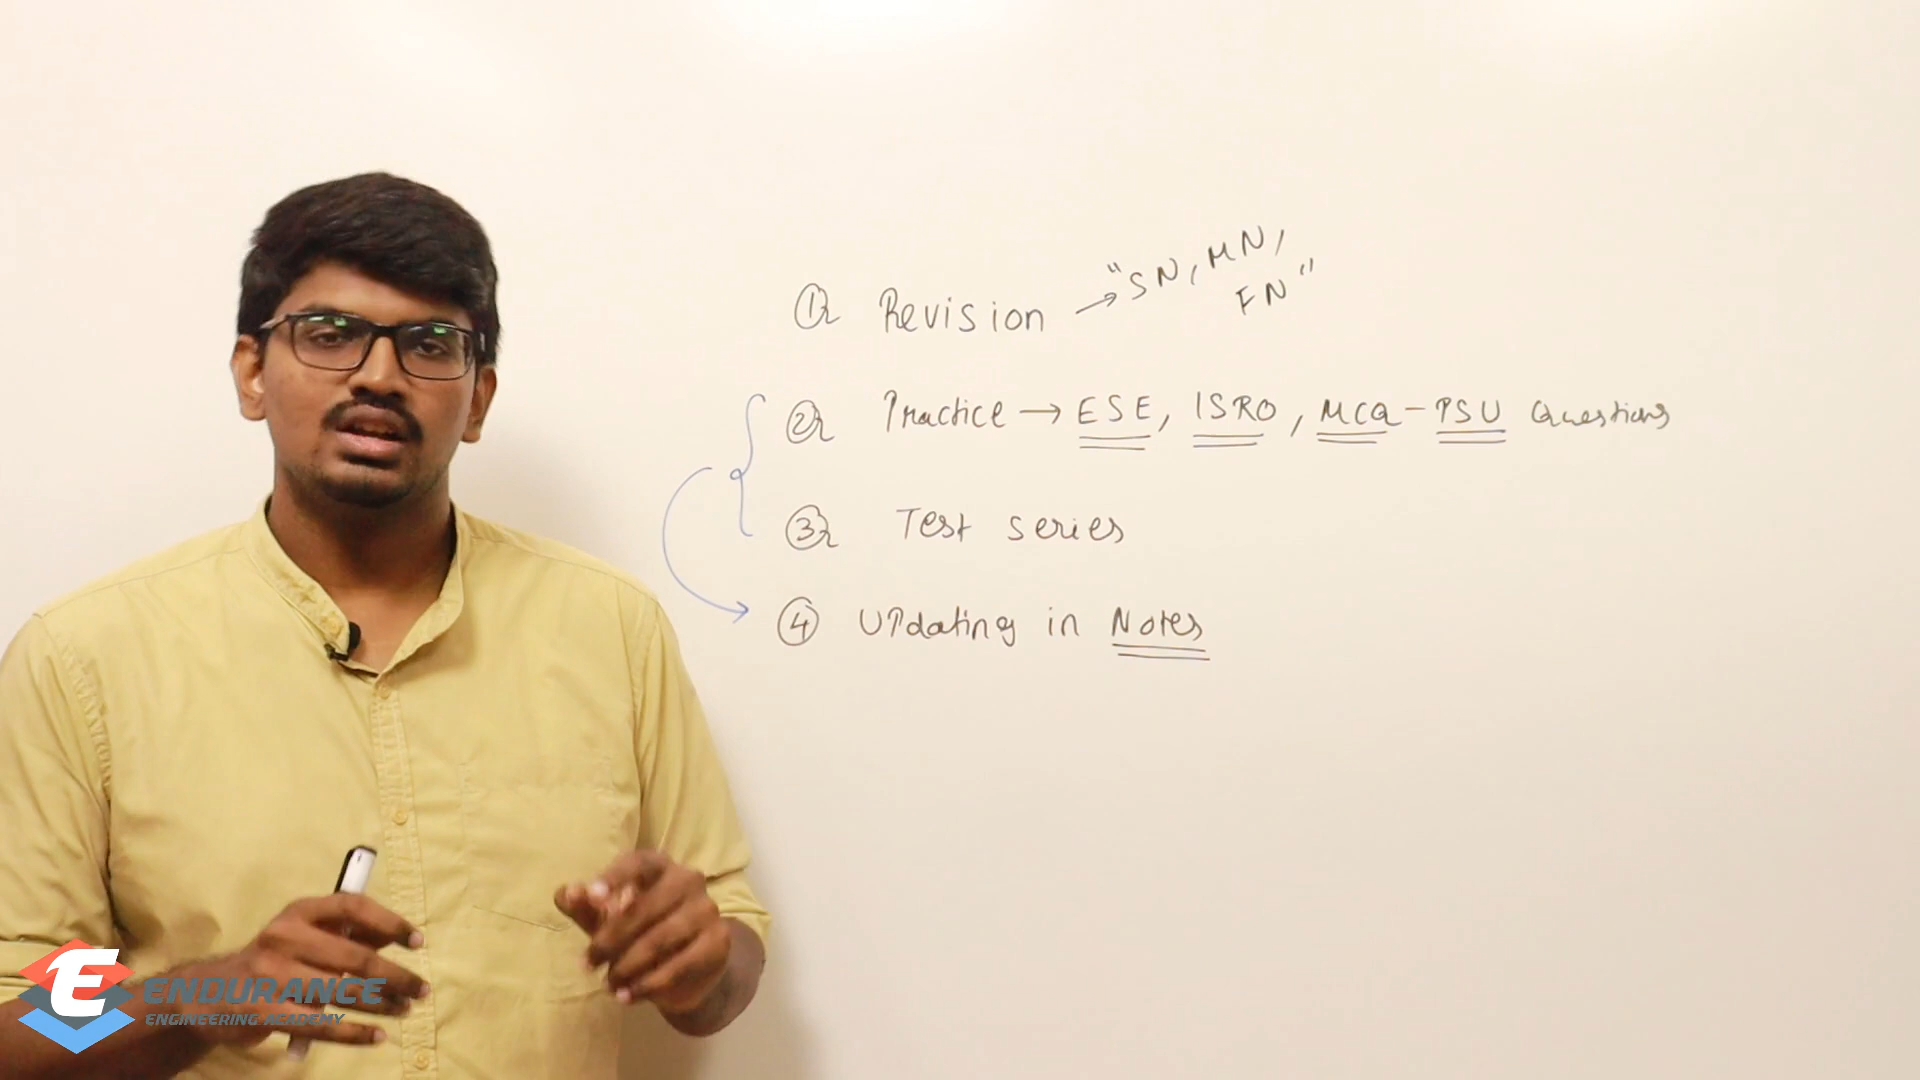 ① Revision → "SN, MN,
FN"
② Practice → ESE, ISRO, MCQ - PSU Questions
③ Test series
④ Updating in Notes
E ENDURANCE
ENGINEERING ACADEMY